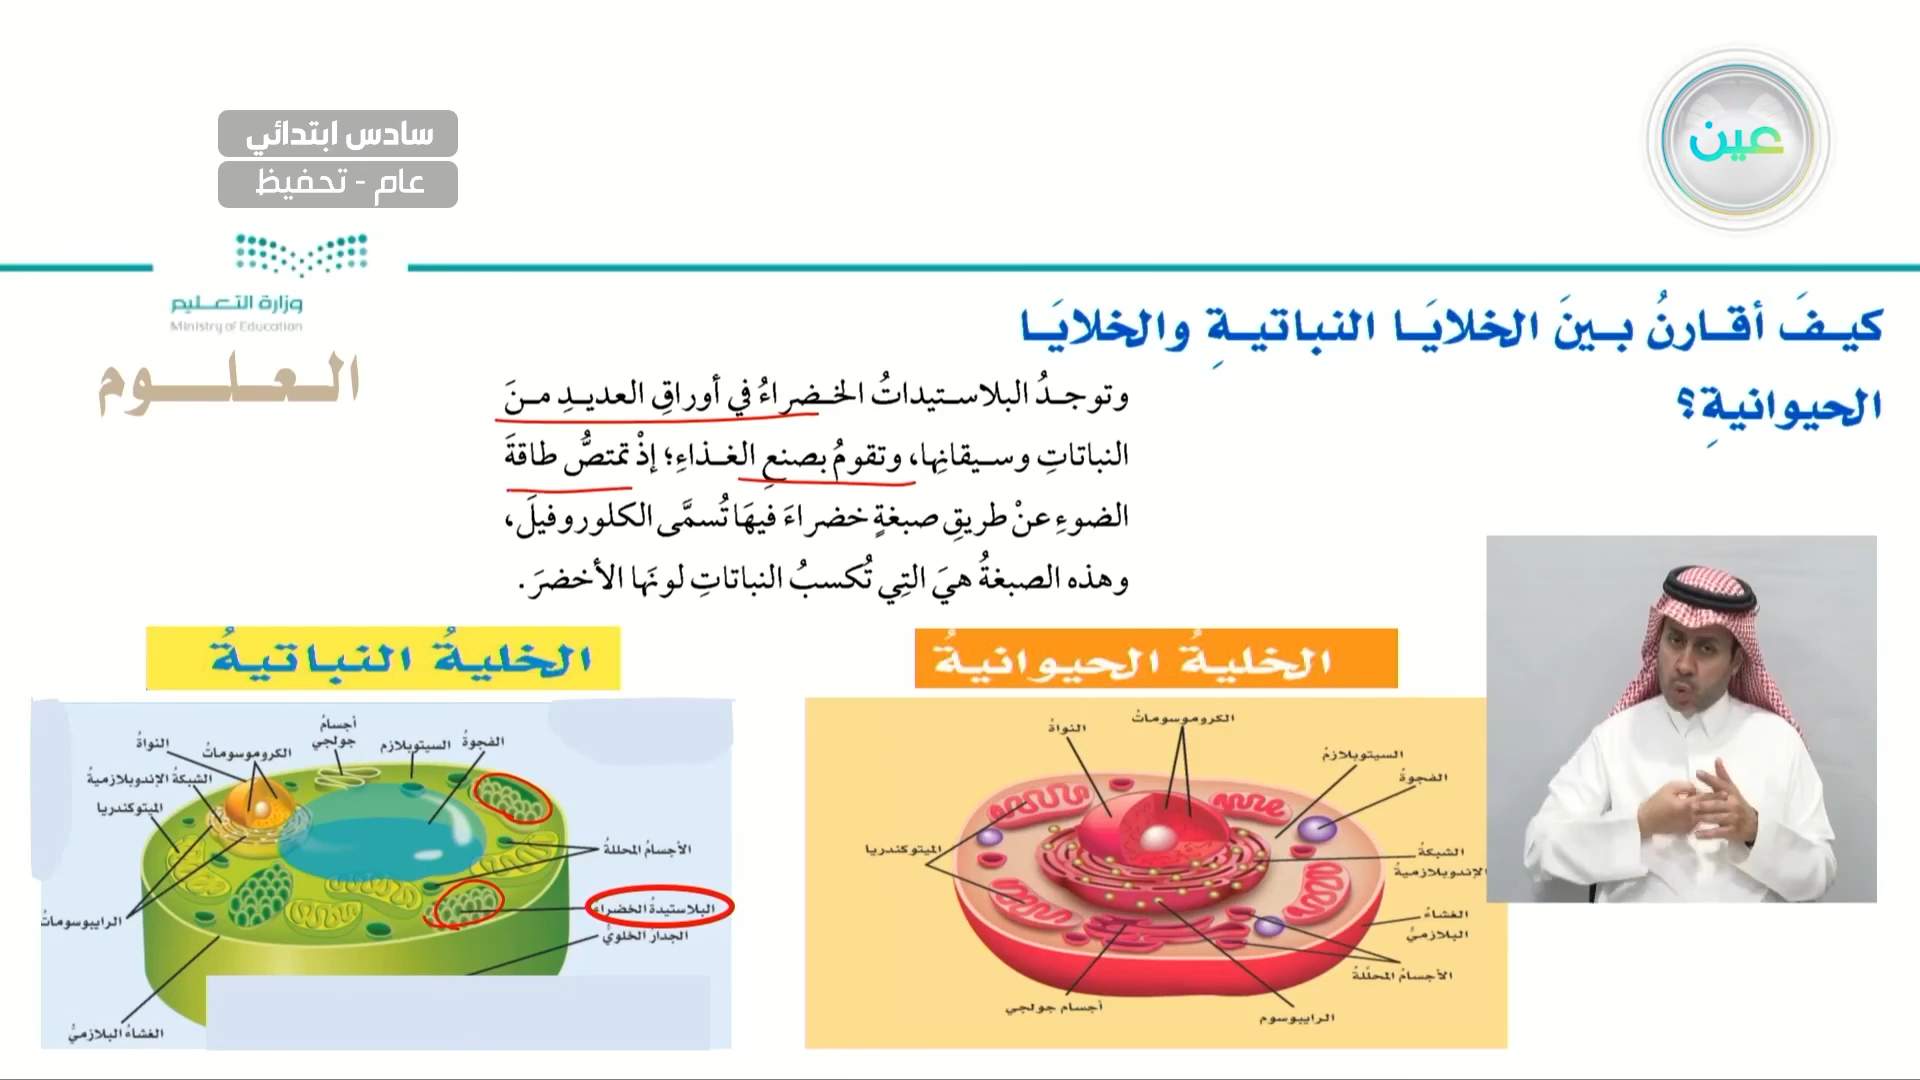 سادس ابتدائي
عام - تحفيظ
عين
وزارة التعليم
Ministry of Education
العلوم
كيفَ أقارنُ بينَ الخلايَا النباتيةِ والخلايَا
الحيوانيةِ؟
وتوجدُ البلاستيداتُ الخضراءُ في أوراقِ العديدِ منَ
النباتاتِ وسيقانِها، وتقومُ بصنعِ الغذاءِ؛ إذْ تمتصُّ طاقةَ
الضوءِ عنْ طريقِ صبغةٍ خضراءَ فيهَا تُسمَّى الكلوروفيلَ،
وهذه الصبغةُ هيَ التِي تُكسبُ النباتاتِ لونَها الأخضرَ.
الخليةُ الحيوانيةُ
الكروموسوماتُ
النواةُ
السيتوبلازمُ
الفجوةُ
الميتوكندريا
الشبكةُ
الإندوبلازميةُ
الغشاءُ
البلازميُّ
الأجسامُ المحللةُ
أجسام جولجي
الرايبوسوم
الخليةُ النباتيةُ
أجسامُ
جولجي
الفجوةُ
السيتوبلازم
النواةُ
الكروموسوماتُ
الشبكةُ الإندوبلازميةُ
الميتوكندريا
الأجسامُ المحللةُ
البلاستيدةُ الخضراء
الجدارُ الخلويُّ
الرايبوسوماتُ
الغشاءُ البلازميُّ